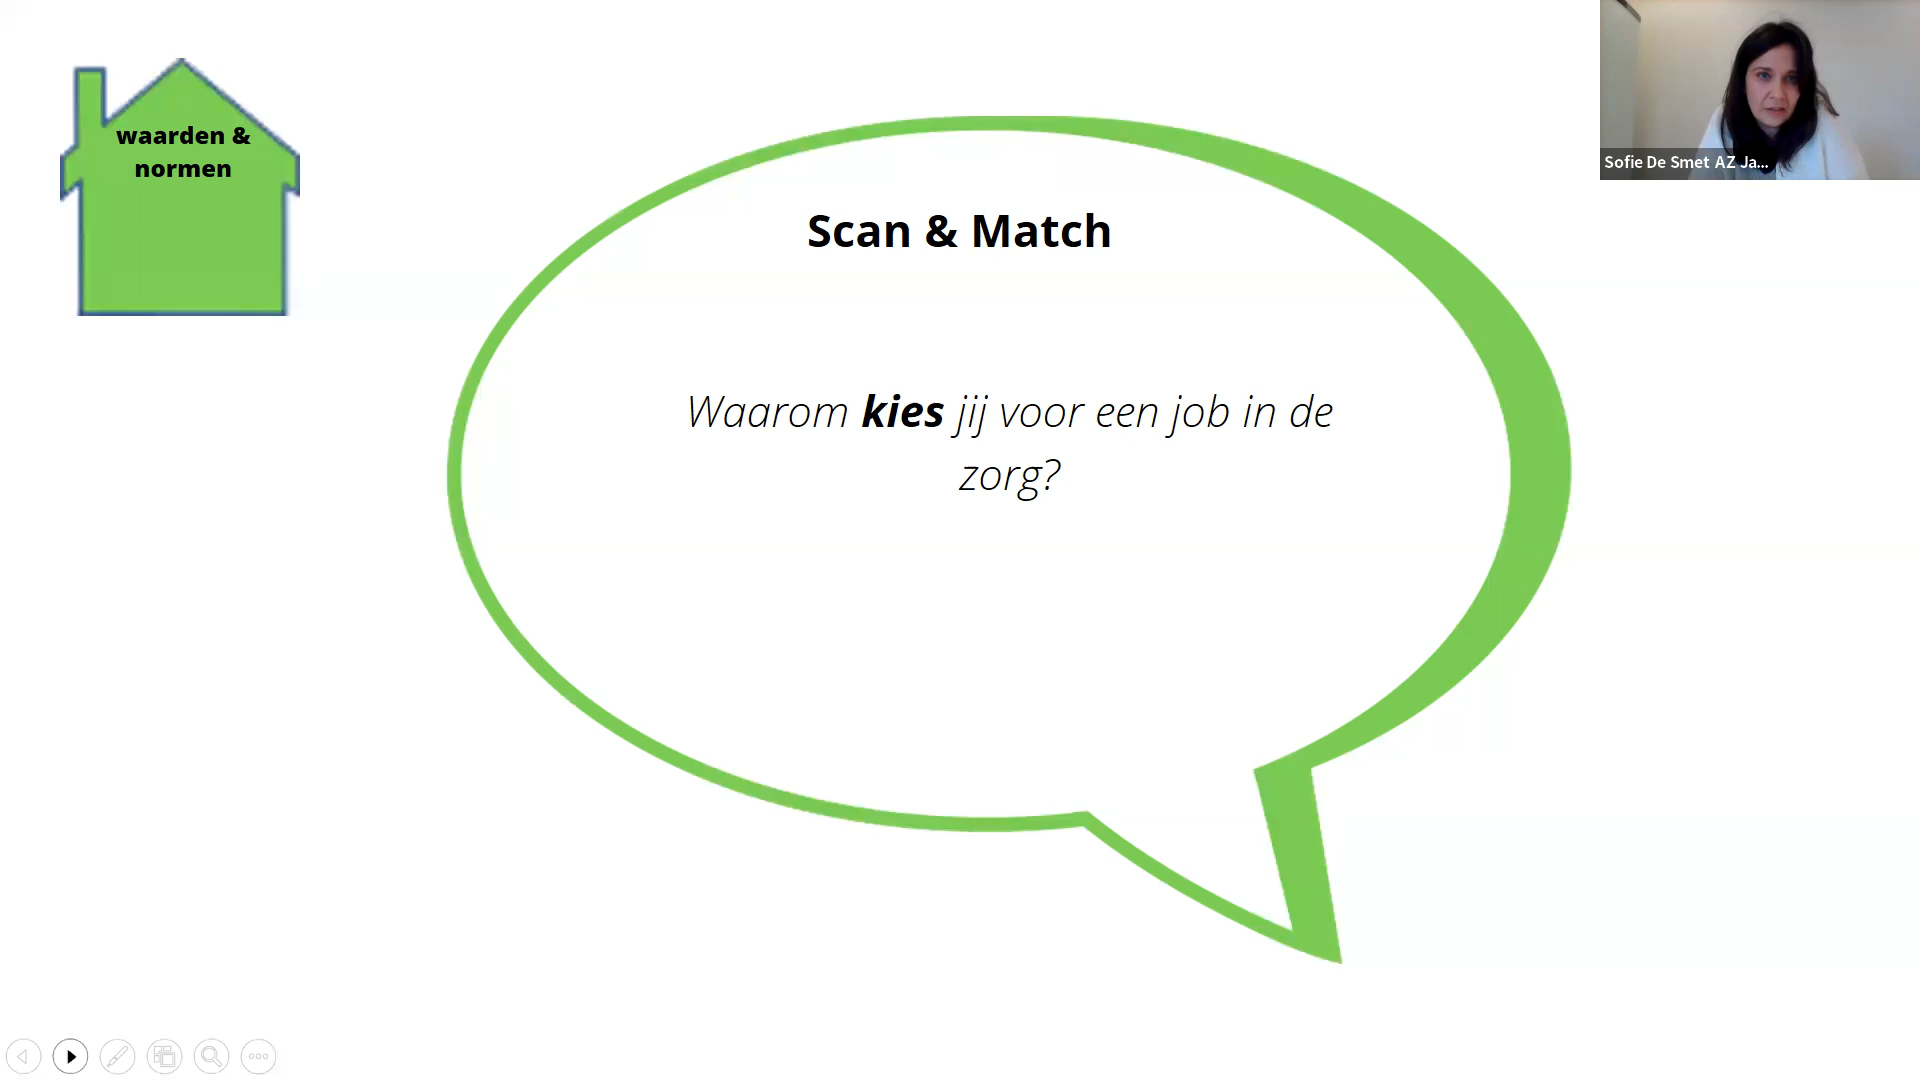 waarden &
normen
Scan & Match
Waarom kies jij voor een job in de
zorg?
Sofie De Smet AZ Ja...